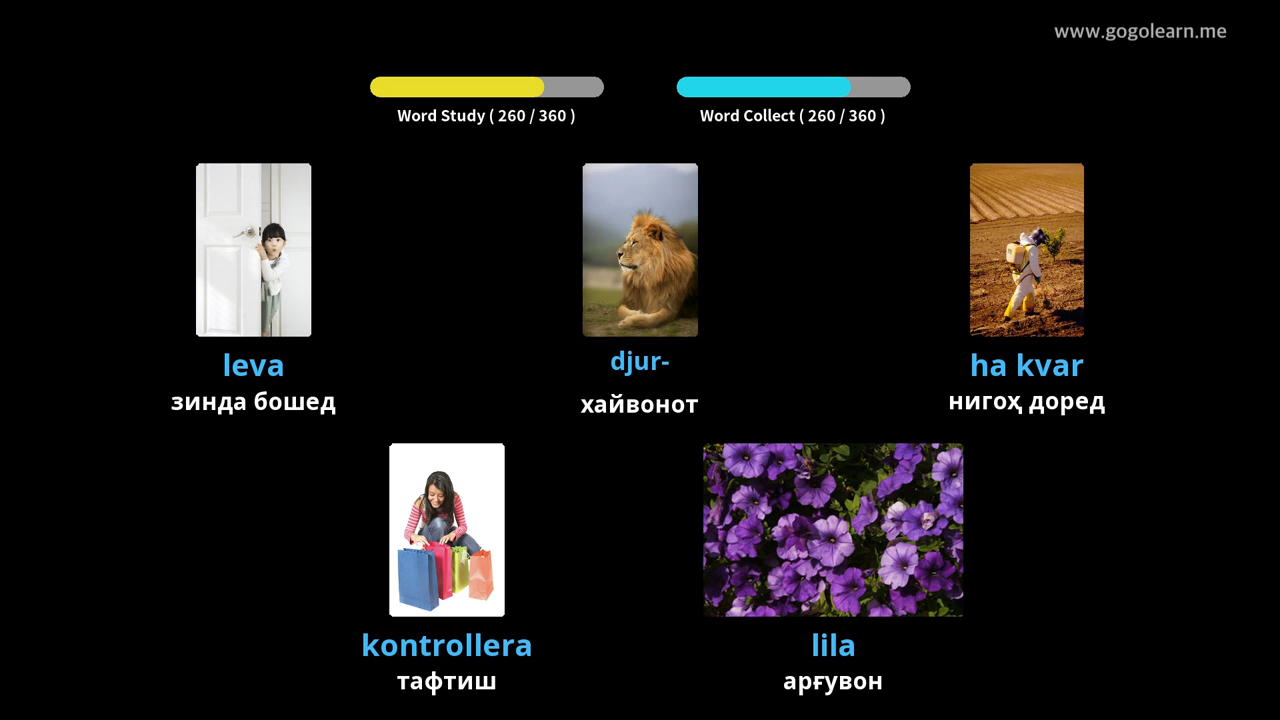 www.gogolearn.me
Word Study ( 260 / 360 )
Word Collect ( 260 / 360 )
leva
зинда бошед
djur-
хайвонот
ha kvar
нигоҳ доред
kontrollera
тафтиш
lila
арғувон